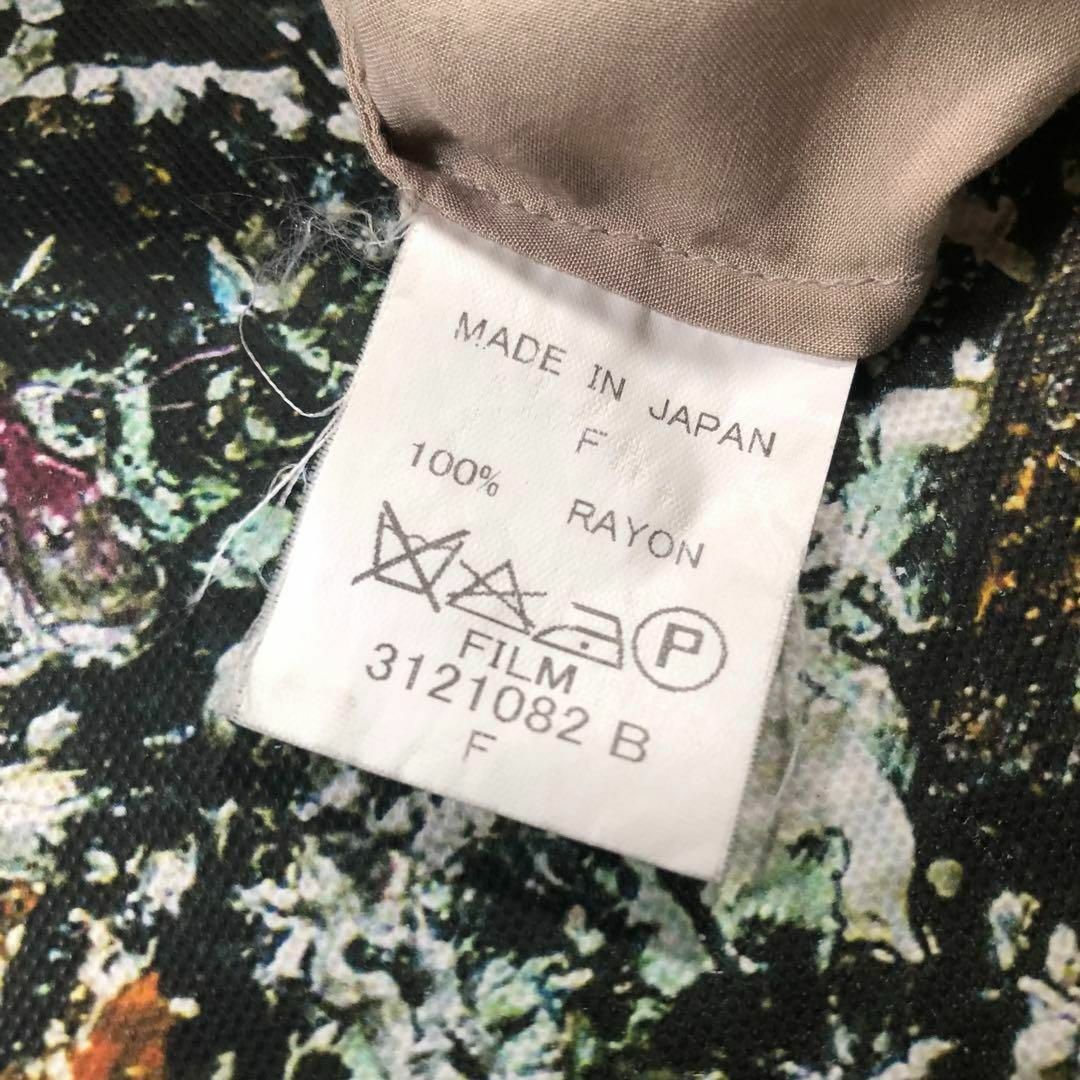 MADE IN JAPAN
F
100% RAYON
P
FILM
3121082 B
F